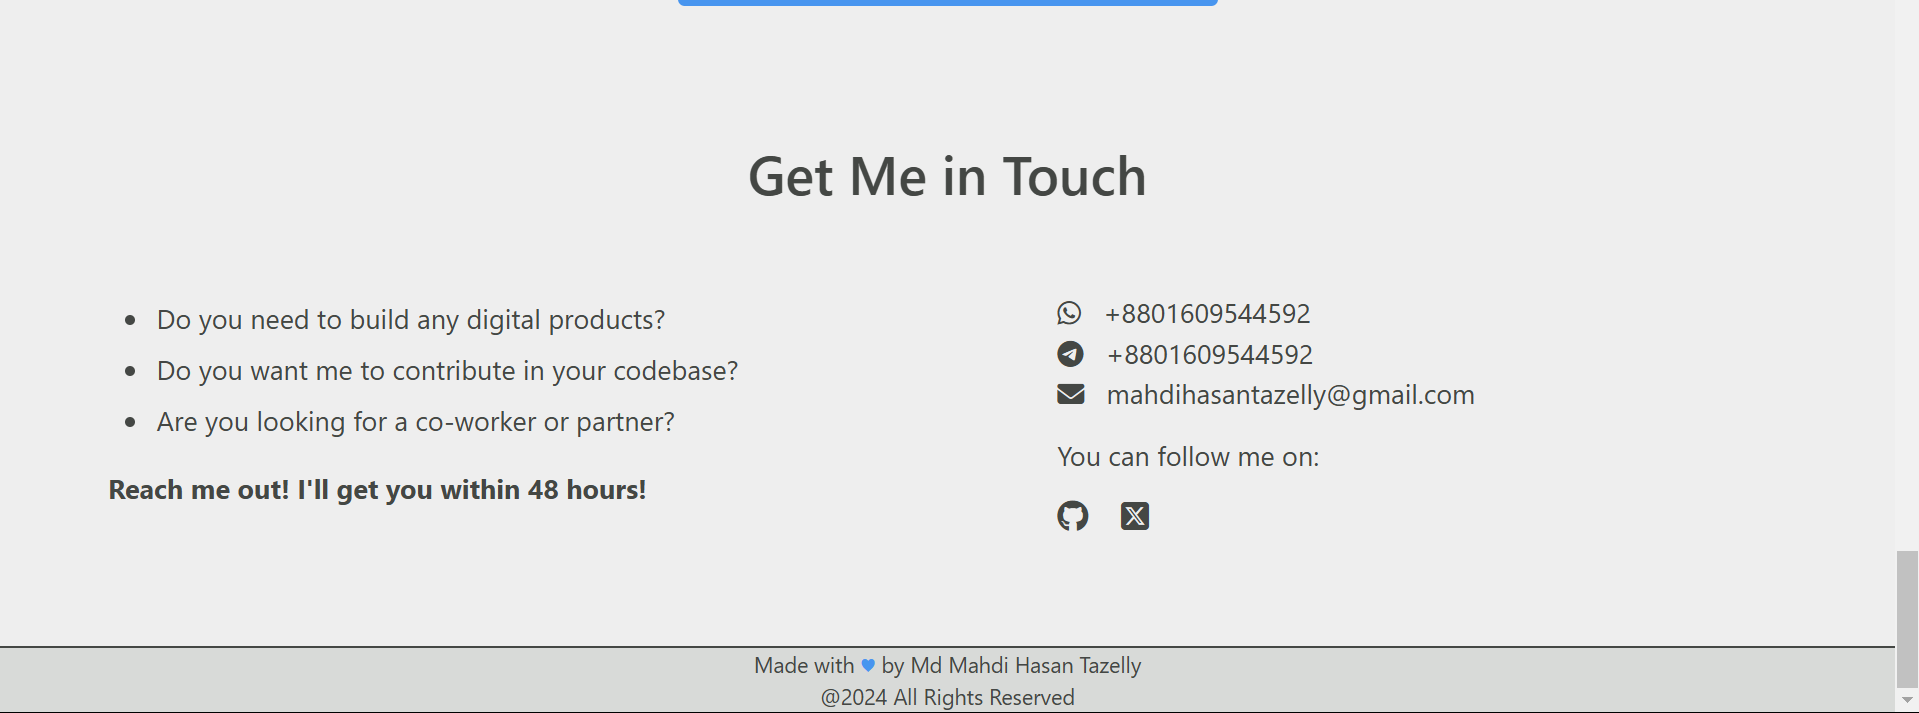 Get Me in Touch
Do you need to build any digital products?
Do you want me to contribute in your codebase?
Are you looking for a co-worker or partner?
Reach me out! I'll get you within 48 hours!
+8801609544592
+8801609544592
mahdihasantazelly@gmail.com
You can follow me on:
Made with by Md Mahdi Hasan Tazelly
@2024 All Rights Reserved